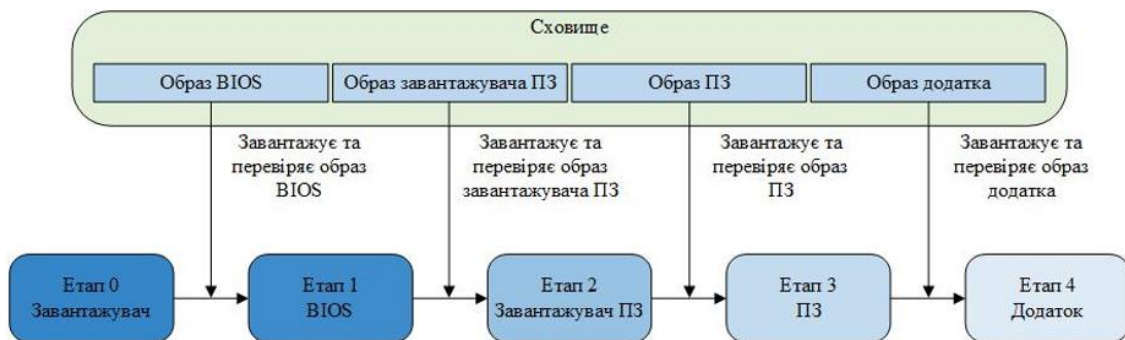 Сховище
Образ BIOS
Образ завантажувача ПЗ
Образ ПЗ
Образ додатка
Завантажує та
перевіряє образ
BIOS
Завантажує та
перевіряє образ
завантажувача ПЗ
Завантажує та
перевіряє образ
ПЗ
Завантажує та
перевіряє образ
додатка
Етап 0
Завантажувач
Етап 1
BIOS
Етап 2
Завантажувач ПЗ
Етап 3
ПЗ
Етап 4
Додаток